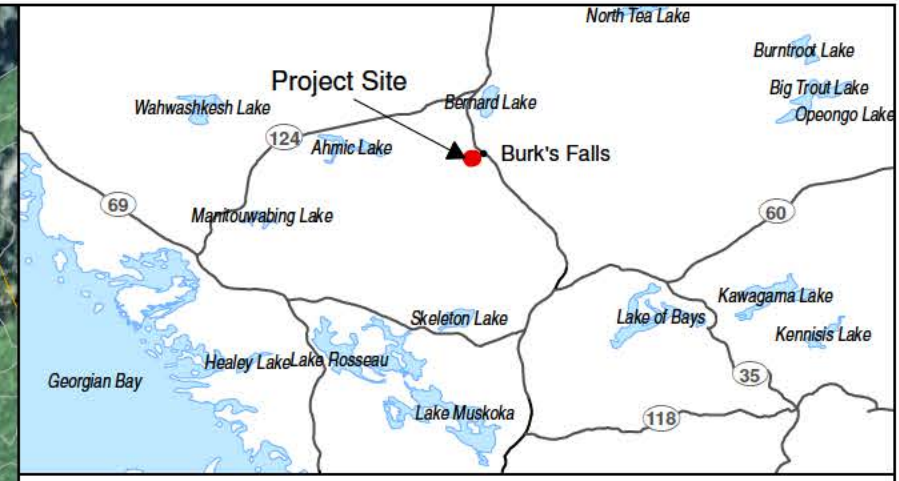 North Tea Lake
Burntroot Lake
Project Site
Big Trout Lake
Wahwashkesh Lake
Bernard Lake
Opeongo Lake
124
Ahmic Lake
Burk's Falls
69
Manitouwabing Lake
60
Kawagama Lake
Skeleton Lake
Lake of Bays
Kennisis Lake
Healey Lake
Lake Rosseau
Georgian Bay
35
Lake Muskoka
118